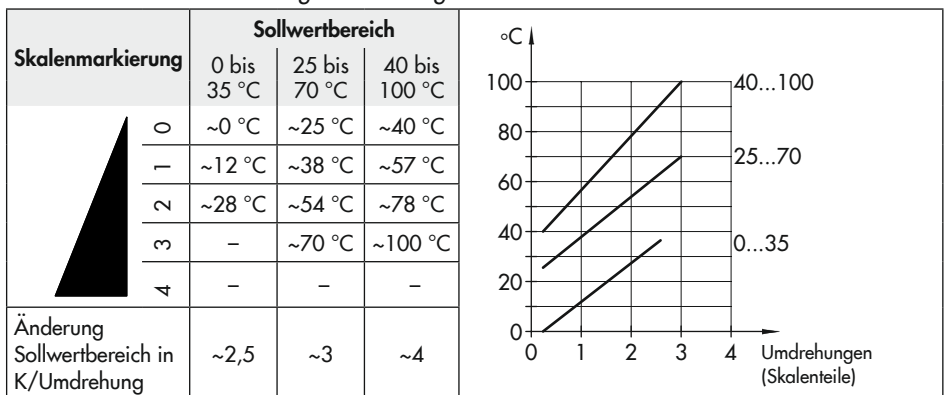 Skalenmarkierung
Sollwertbereich
0 bis 35 °C
25 bis 70 °C
40 bis 100 °C
0 ~0 °C ~25 °C ~40 °C
1 ~12 °C ~38 °C ~57 °C
2 ~28 °C ~54 °C ~78 °C
3 – ~70 °C ~100 °C
4 – – –
Änderung
Sollwertbereich in
K/Umdrehung
~2,5 ~3 ~4
°C
100
80
60
40
20
0
40...100
25...70
0...35
0 1 2 3 4
Umdrehungen
(Skalenteile)